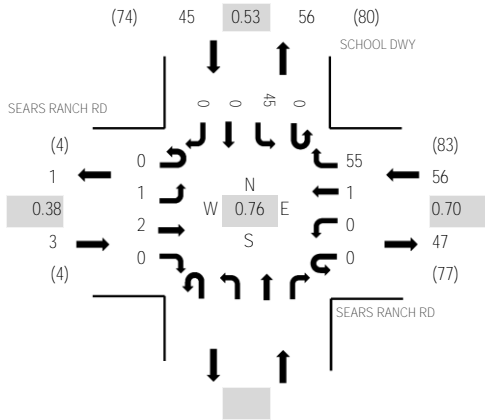 (74) 45 0.53 56 (80)
SCHOOL DWY
0 0 45 0
SEARS RANCH RD
(4) 0 55 (83)
1 1 N 1 56
0.38 W 0.76 E 0.70
3 2 S 0 47
(4) 0 0 (77)
SEARS RANCH RD